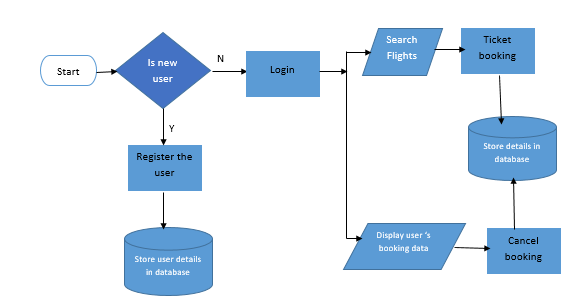 Start
Is new
user
N
Y
Login
Search
Flights
Ticket
booking
Store details in
database
Register the
user
Store user details
in database
Display user 's
booking data
Cancel
booking